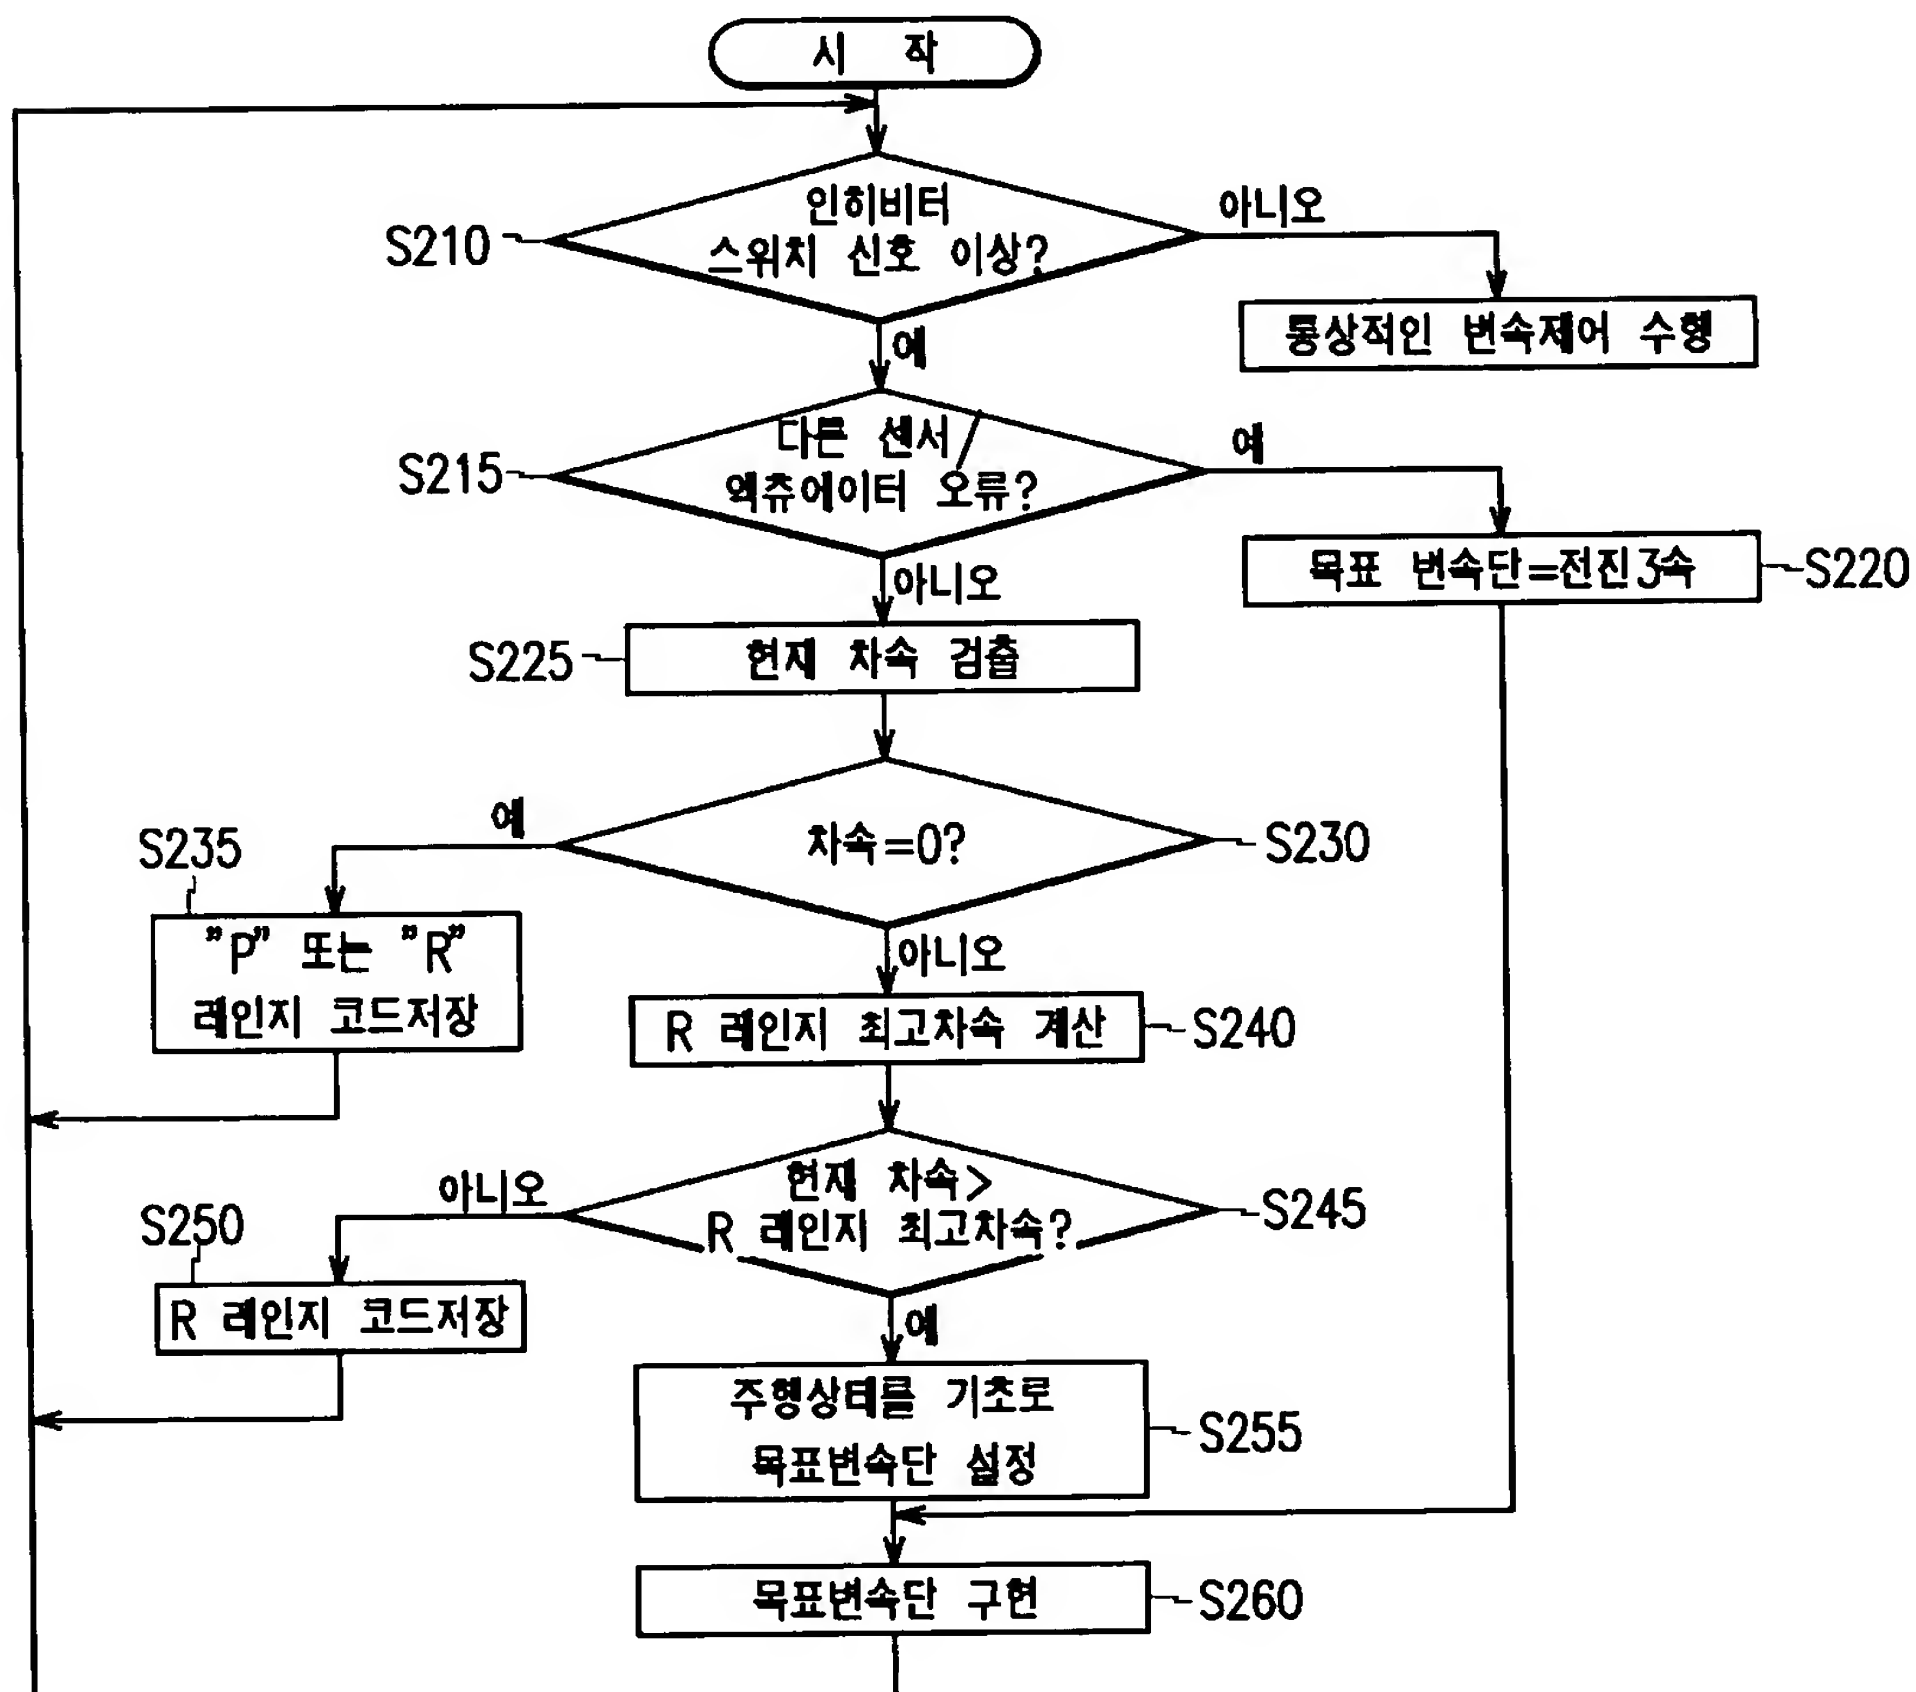 시 작
인히비터
스위치 신호 이상?
S210
아니오
통상적인 변속제어 수행
예
다른 센서/
액츄에이터 오류?
S215
예
목표 변속단=전진3속
S220
아니오
현재 차속 검출
S225
차속=0?
S230
예
S235
"P" 또는 "R"
레인지 코드저장
아니오
R 레인지 최고차속 계산
S240
현재 차속>
R 레인지 최고차속?
S245
아니오
S250
R 레인지 코드저장
예
주행상태를 기초로
목표변속단 설정
S255
목표변속단 구현
S260